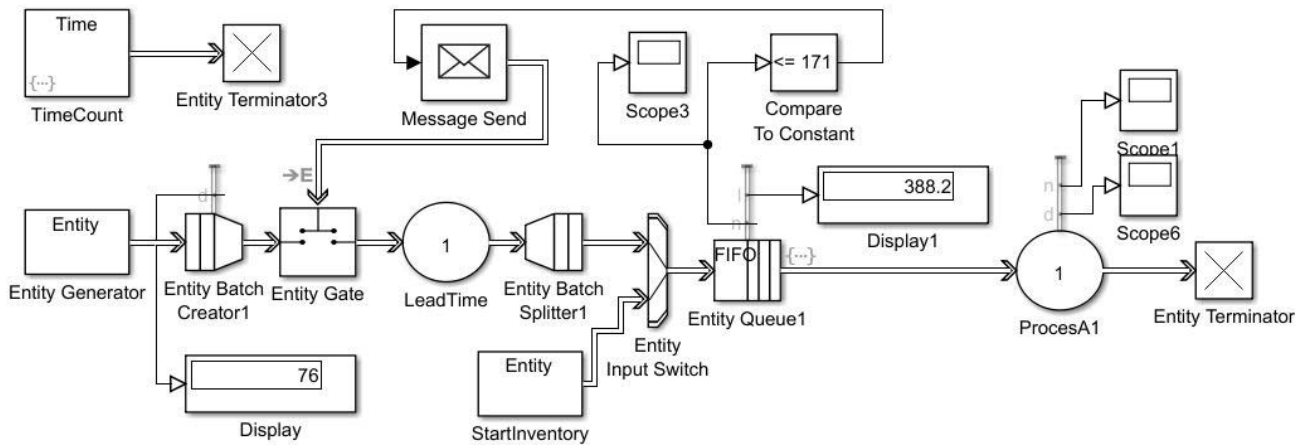 Time
{...}
TimeCount
Entity Terminator3
Message Send
Scope3
<= 171
Compare
To Constant
Scope1
n
d
Scope6
→E
d
Entity
Entity Generator
Entity Batch
Creator1
Entity Gate
1
LeadTime
Entity Batch
Splitter1
Entity
Input Switch
l
n
FIFO
{...}
Entity Queue1
388.2
Display1
1
ProcesA1
Entity Terminator
76
Display
Entity
StartInventory